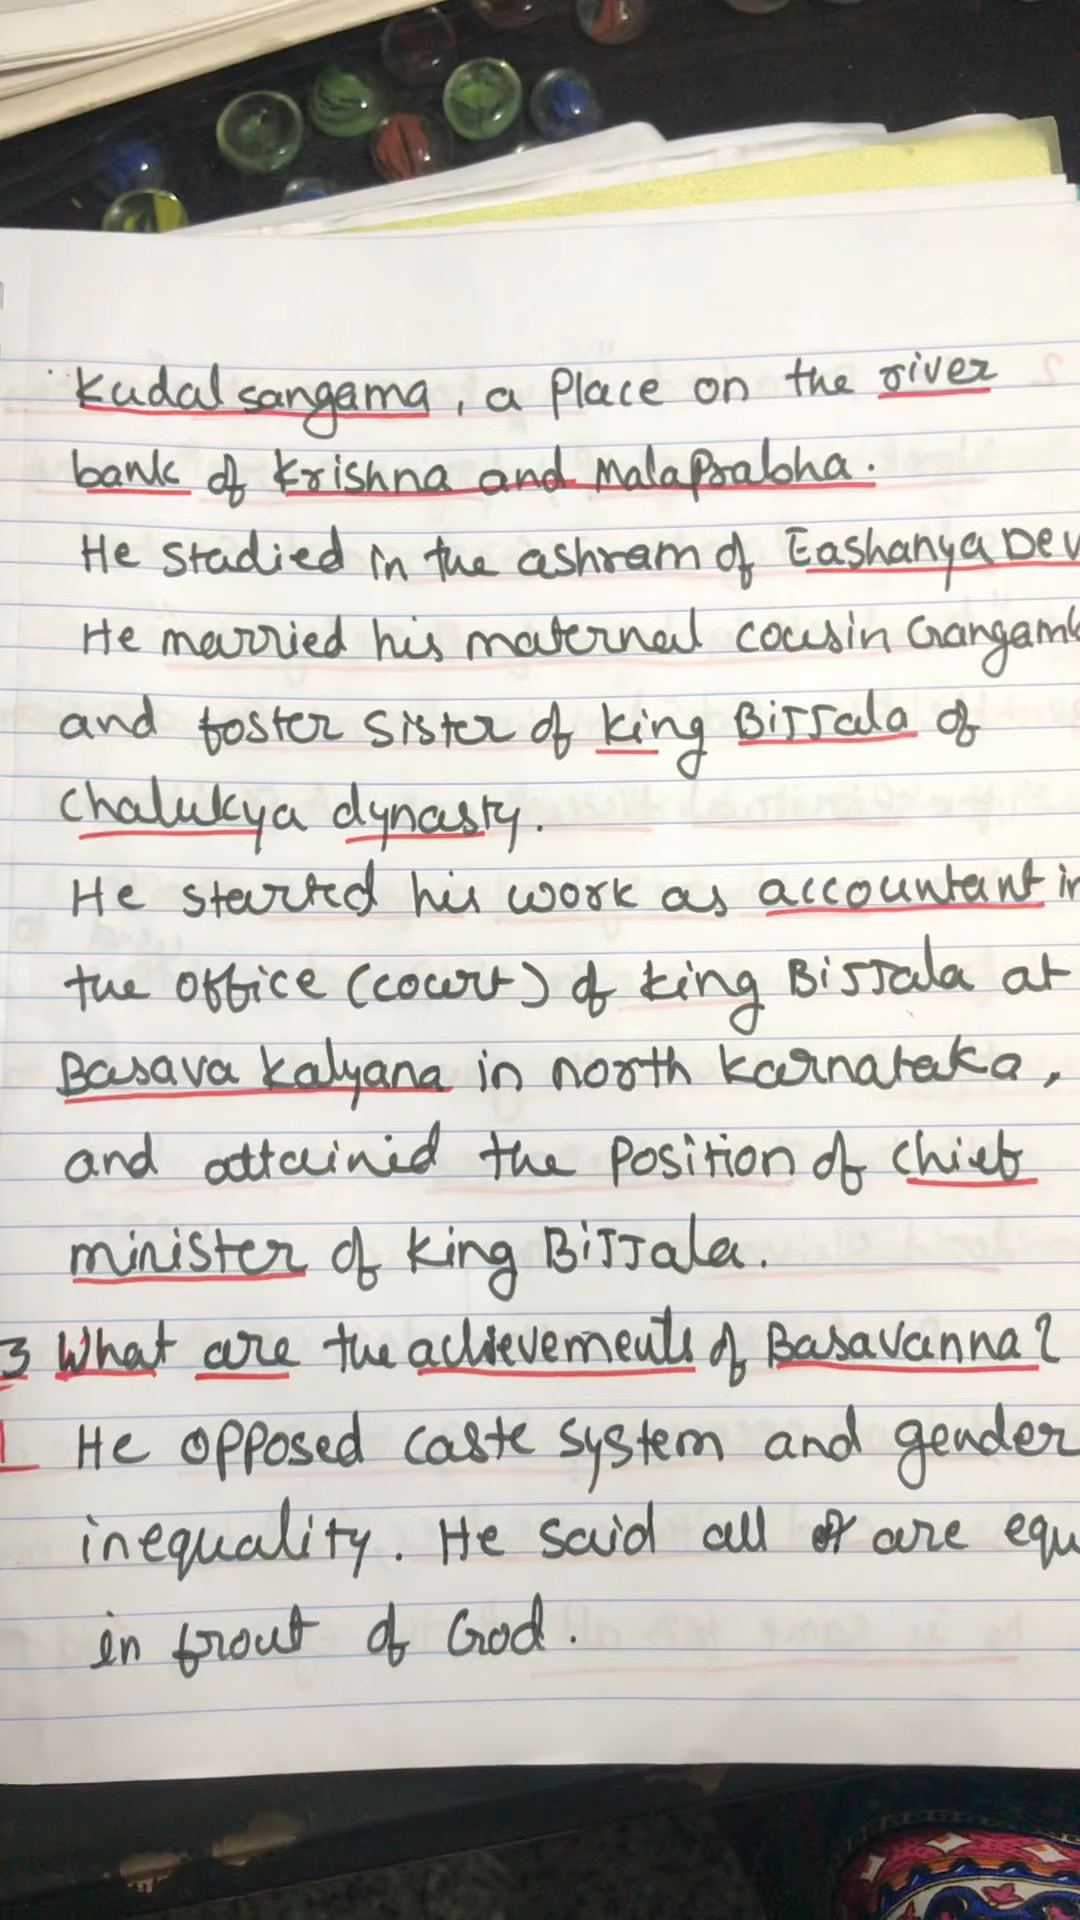 Kudalsangama, a place on the river
bank of Krishna and Malaprabha.
He studied in the ashram of Eashanya Dev
He married his maternal cousin Gangamb
and foster sister of King Bijjala of
Chalukya dynasty.
He started his work as accountant in
the office (court) of King Bijjala at
Basava Kalyana in north Karnataka,
and attainid the position of Chief
minister of King Bijjala.
3 What are the achievements of Basavanna?
1 He opposed caste system and gender
inequality. He said all are equ
in front of God.